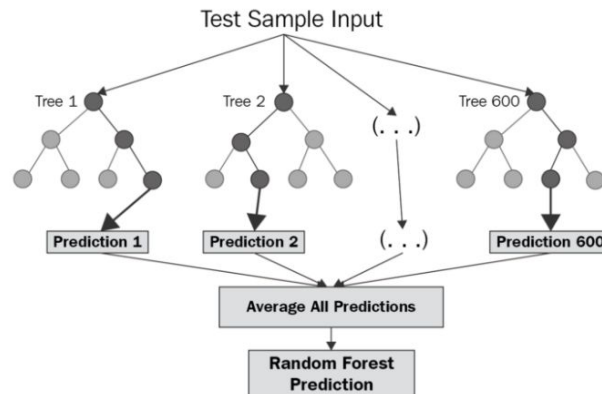 Test Sample Input
Tree 1
Tree 2
(. . .)
Tree 600
Prediction 1
Prediction 2
(. . .)
Prediction 600
Average All Predictions
Random Forest
Prediction